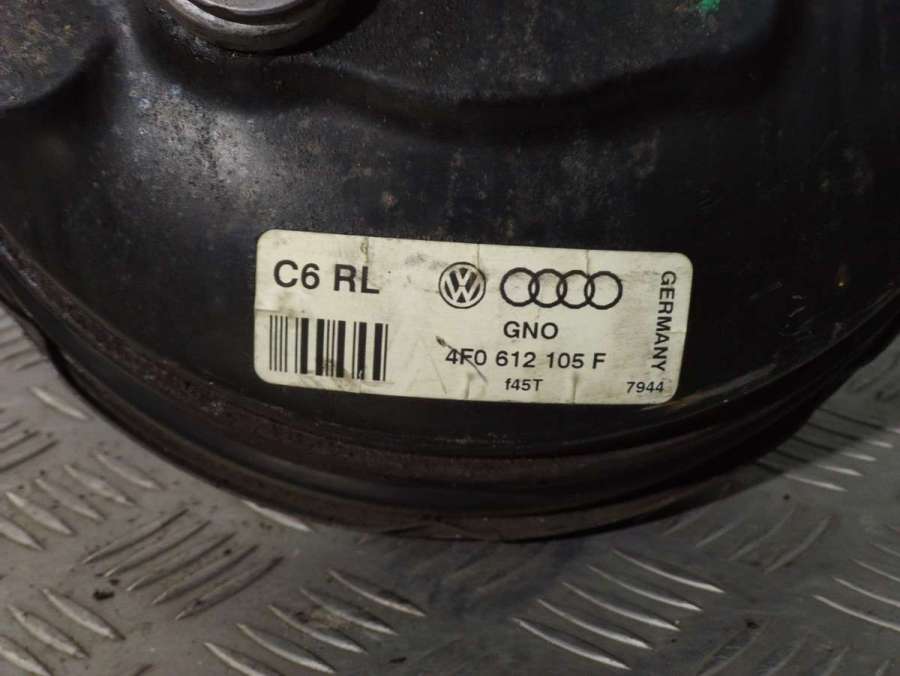 C6 RL
GNO
4F0 612 105 F
f45T
GERMANY
7944